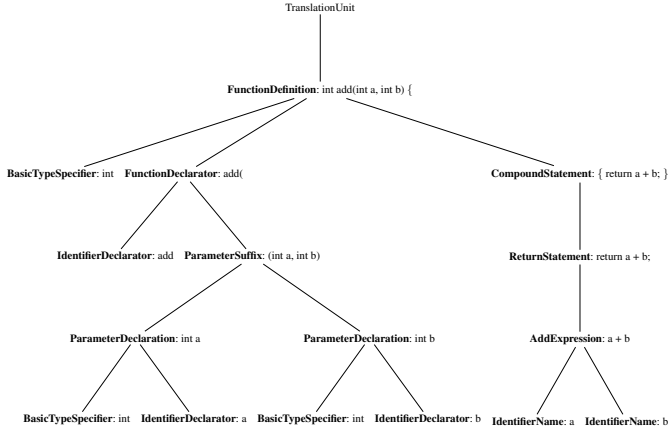 TranslationUnit
FunctionDefinition: int add(int a, int b) {
BasicTypeSpecifier: int
FunctionDeclarator: add(
CompoundStatement: { return a + b; }
IdentifierDeclarator: add
ParameterSuffix: (int a, int b)
ReturnStatement: return a + b;
ParameterDeclaration: int a
ParameterDeclaration: int b
AddExpression: a + b
BasicTypeSpecifier: int
IdentifierDeclarator: a
BasicTypeSpecifier: int
IdentifierDeclarator: b
IdentifierName: a
IdentifierName: b